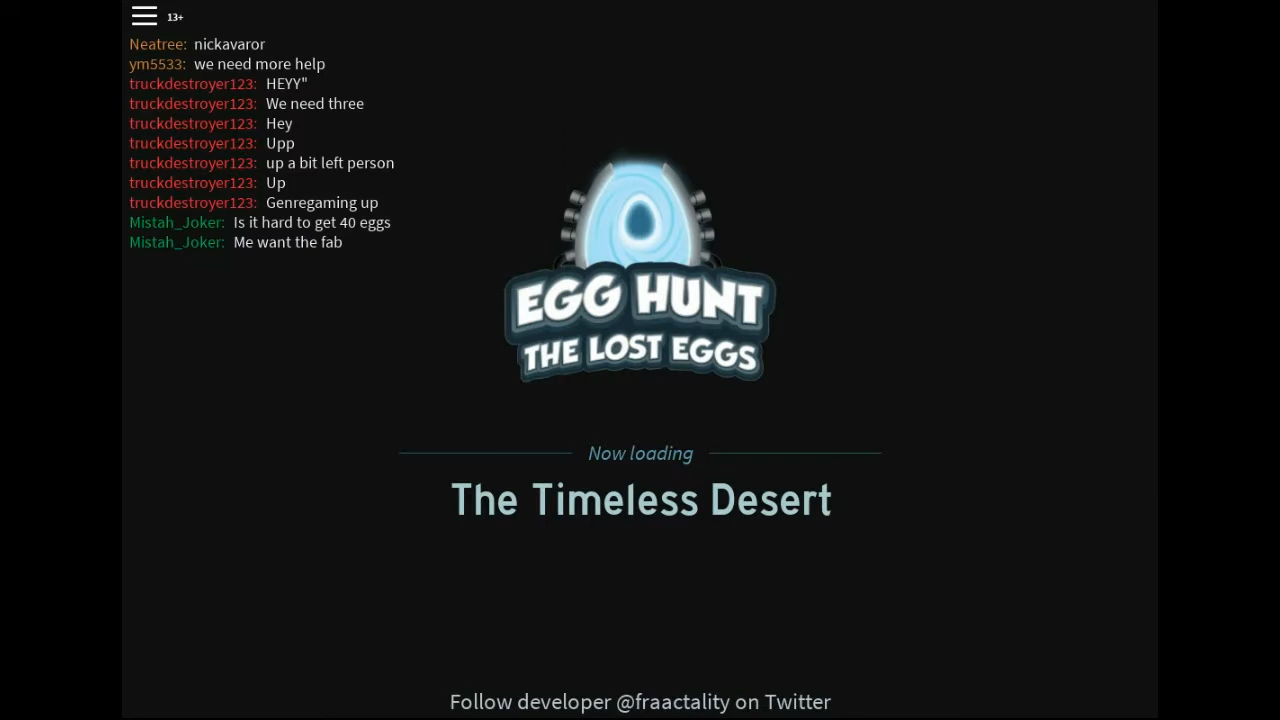 13+
Neatree: nickavaror
ym5533: we need more help
truckdestroyer123: HEYY"
truckdestroyer123: We need three
truckdestroyer123: Hey
truckdestroyer123: Upp
truckdestroyer123: up a bit left person
truckdestroyer123: Up
truckdestroyer123: Genregaming up
Mistah_Joker: Is it hard to get 40 eggs
Mistah_Joker: Me want the fab
EGG HUNT
THE LOST EGGS
Now loading
The Timeless Desert
Follow developer @fraactality on Twitter